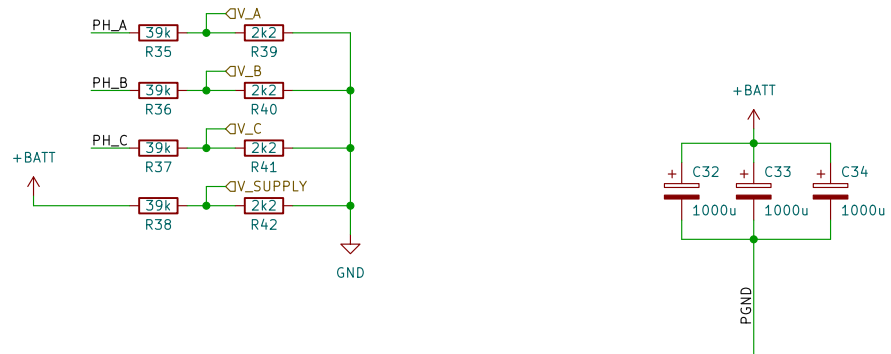 PH_A
39k
R35
V_A
2k2
R39
PH_B
39k
R36
V_B
2k2
R40
PH_C
39k
R37
V_C
2k2
R41
+BATT
39k
R38
V_SUPPLY
2k2
R42
GND
+BATT
+ C32
1000u
+ C33
1000u
+ C34
1000u
PGND